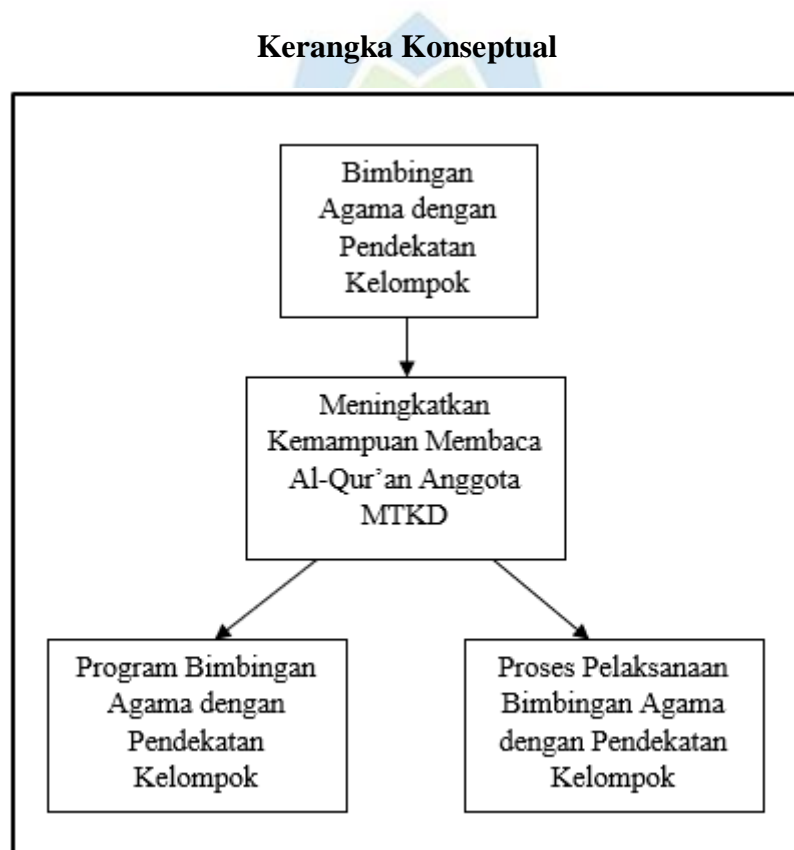 Kerangka Konseptual
Bimbingan
Agama dengan
Pendekatan
Kelompok
Meningkatkan
Kemampuan Membaca
Al-Qur’an Anggota
MTKD
Program Bimbingan
Agama dengan
Pendekatan
Kelompok
Proses Pelaksanaan
Bimbingan Agama
dengan Pendekatan
Kelompok